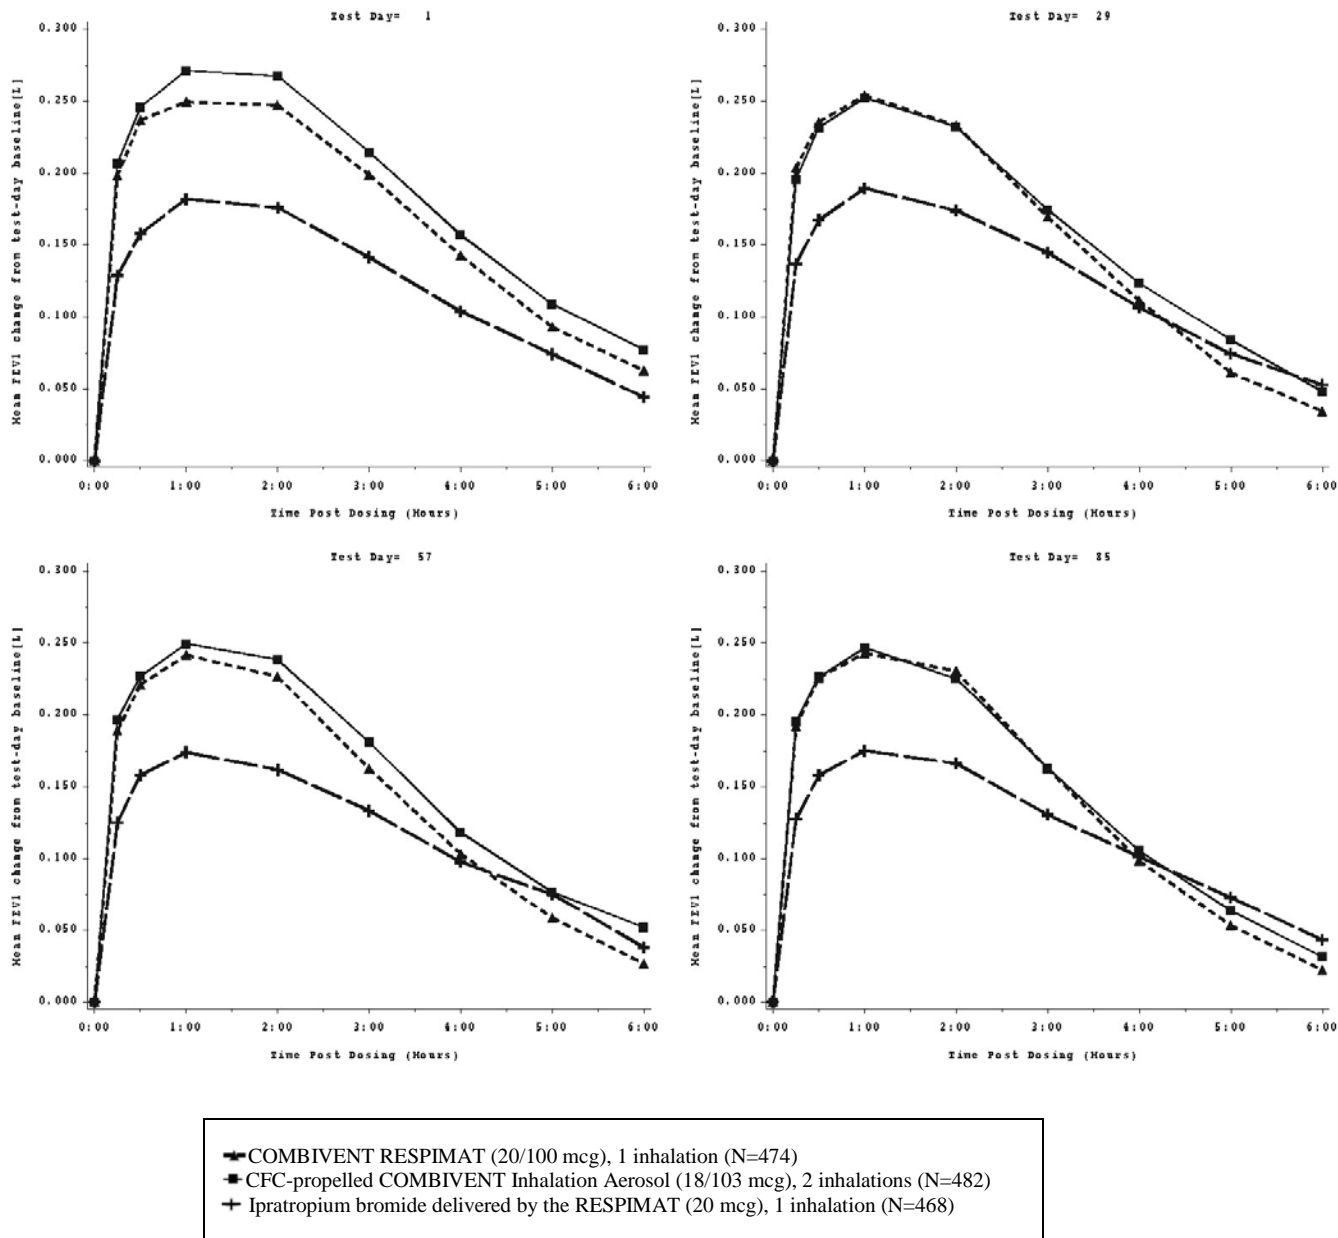 Test Day= 1
Mean FEV1 change from test-day baseline[L]
0.300
0.250
0.200
0.150
0.100
0.050
0.000
0:00 1:00 2:00 3:00 4:00 5:00 6:00
Time Post Dosing (Hours)
Test Day= 29
Mean FEV1 change from test-day baseline[L]
0.300
0.250
0.200
0.150
0.100
0.050
0.000
0:00 1:00 2:00 3:00 4:00 5:00 6:00
Time Post Dosing (Hours)
Test Day= 57
Mean FEV1 change from test-day baseline[L]
0.300
0.250
0.200
0.150
0.100
0.050
0.000
0:00 1:00 2:00 3:00 4:00 5:00 6:00
Time Post Dosing (Hours)
Test Day= 85
Mean FEV1 change from test-day baseline[L]
0.300
0.250
0.200
0.150
0.100
0.050
0.000
0:00 1:00 2:00 3:00 4:00 5:00 6:00
Time Post Dosing (Hours)
COMBIVENT RESPIMAT (20/100 mcg), 1 inhalation (N=474)
CFC-propelled COMBIVENT Inhalation Aerosol (18/103 mcg), 2 inhalations (N=482)
Ipratropium bromide delivered by the RESPIMAT (20 mcg), 1 inhalation (N=468)